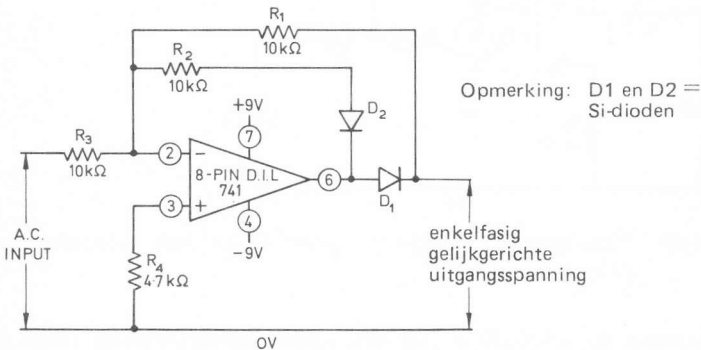 R1
10kΩ
R2
10kΩ
Opmerking: D1 en D2 =
Si-dioden
+9V
D2
R3
7
10kΩ
2
−
8-PIN D.I.L
741
6
3
+
D1
4
A.C.
INPUT
−9V
R4
4·7kΩ
enkelfasig
gelijkgerichte
uitgangsspanning
0V